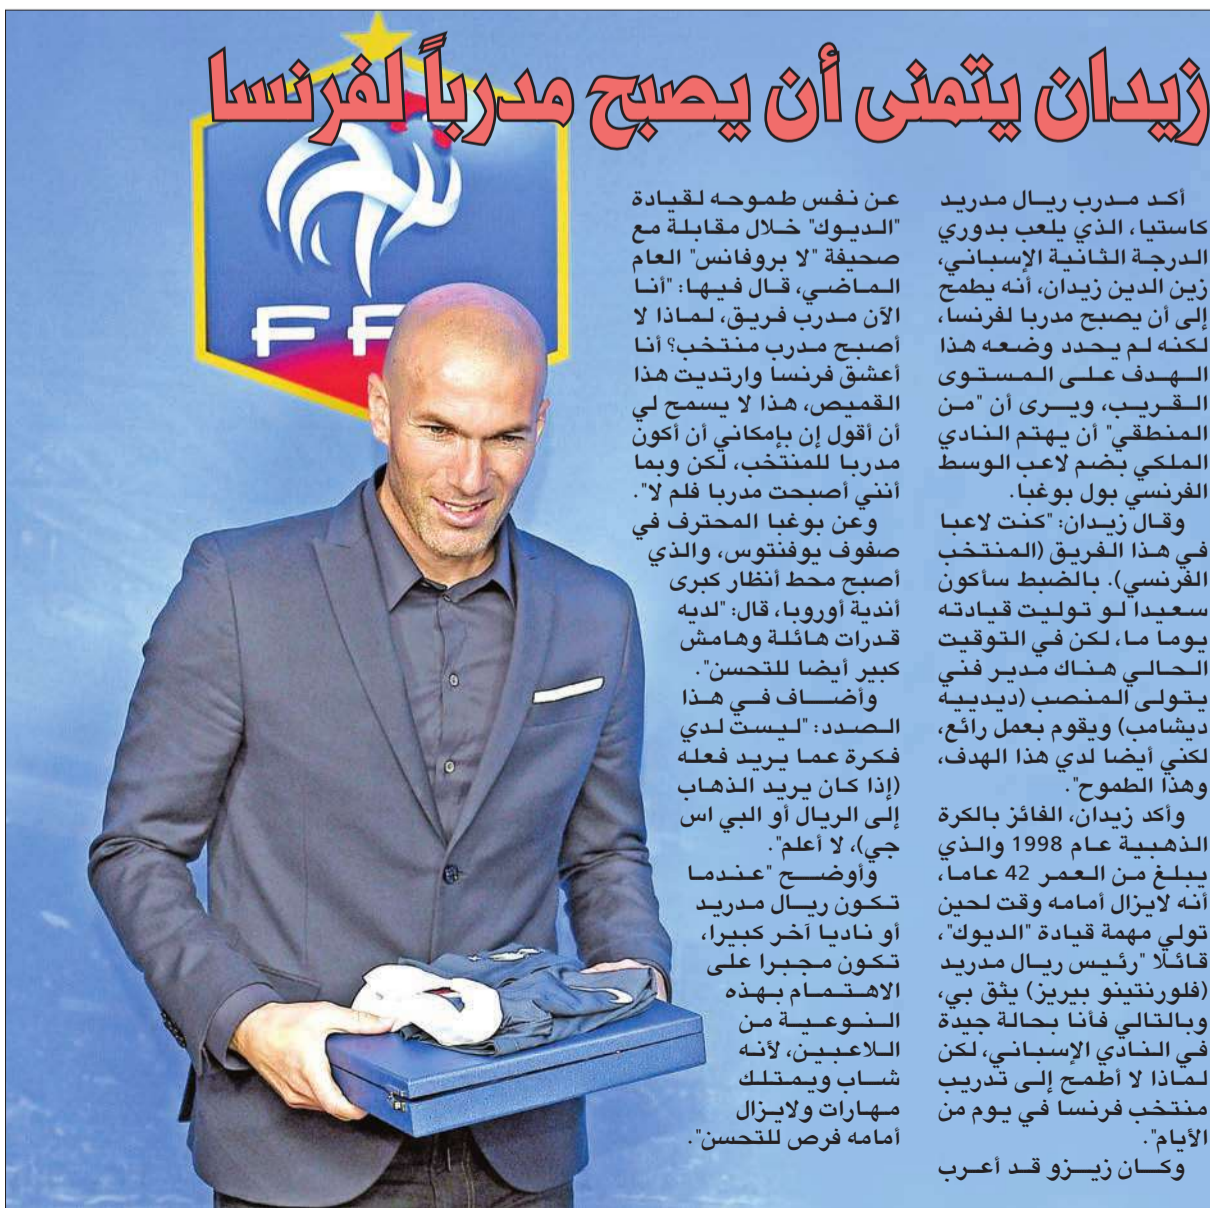 زيدان يتمنى أن يصبح مدرباً لفرنسا
أكد مدرب ريال مدريد
كاستيا، الذي يلعب بدوري
الدرجة الثانية الإسباني،
زين الدين زيدان، أنه يطمح
إلى أن يصبح مدربا لفرنسا،
لكنه لم يحدد وضعه هذا
الهدف على المستوى
القريب، ويرى أن "من
المنطقي" أن يهتم النادي
الملكي بضم لاعب الوسط
الفرنسي بول بوغبا.
وقال زيدان: "كنت لاعبا
في هذا الفريق (المنتخب
الفرنسي). بالضبط سأكون
سعيدا لو توليت قيادته
يوما ما، لكن في التوقيت
الحالي هناك مدير فني
يتولى المنصب (ديدييه
ديشامب) ويقوم بعمل رائع،
لكني أيضا لدي هذا الهدف،
وهذا الطموح".
وأكد زيدان، الفائز بالكرة
الذهبية عام 1998 والذي
يبلغ من العمر 42 عاما،
أنه لايزال أمامه وقت لحين
تولي مهمة قيادة "الديوك"،
قائلا "رئيس ريال مدريد
(فلورنتينو بيريز) يثق بي،
وبالتالي فأنا بحالة جيدة
في النادي الإسباني، لكن
لماذا لا أطمح إلى تدريب
منتخب فرنسا في يوم من
الأيام".
وكان زيزو قد أعرب
عن نفس طموحه لقيادة
"الديوك" خلال مقابلة مع
صحيفة "لا بروفانس" العام
الماضي، قال فيها: "أنا
الآن مدرب فريق، لماذا لا
أصبح مدرب منتخب؟ أنا
أعشق فرنسا وارتديت هذا
القميص، هذا لا يسمح لي
أن أقول إن بإمكاني أن أكون
مدربا للمنتخب، لكن وبما
أنني أصبحت مدربا فلم لا".
وعن بوغبا المحترف في
صفوف يوفنتوس، والذي
أصبح محط أنظار كبرى
أندية أوروبا، قال: "لديه
قدرات هائلة وهامش
كبير أيضا للتحسن".
وأضاف في هذا
الصدد: "ليست لدي
فكرة عما يريد فعله
(إذا كان يريد الذهاب
إلى الريال أو البي اس
جي)، لا أعلم".
وأوضح "عندما
تكون ريال مدريد
أو ناديا آخر كبيرا،
تكون مجبرا على
الاهتمام بهذه
النوعية من
اللاعبين، لأنه
شاب ويمتلك
مهارات ولايزال
أمامه فرص للتحسن".
FF